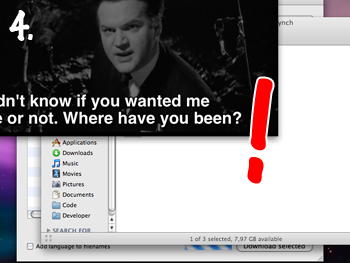 4.
ynch
dn't know if you wanted me
e or not. Where have you been?
!
Applications
Downloads
Music
Movies
Pictures
Documents
Code
Developer
SEARCH FOR
1 of 3 selected, 7,97 GB available
Add language to filenames
Download selected